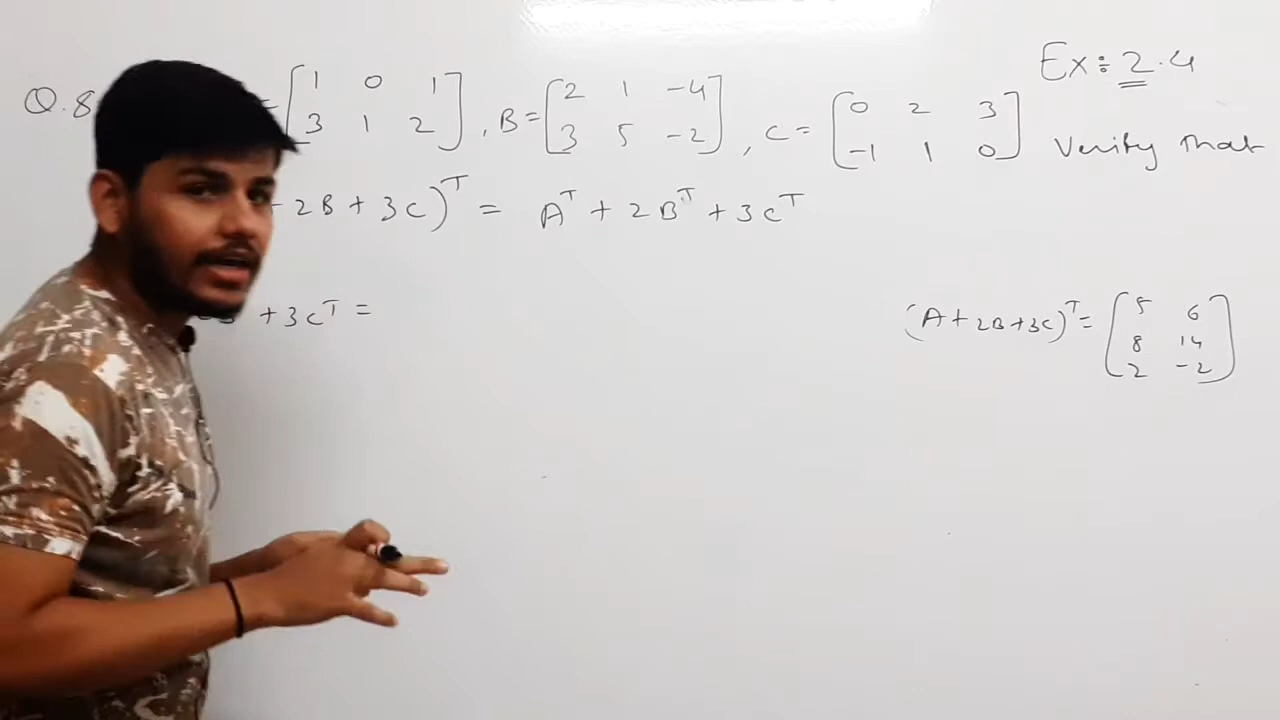 Ex: 2.4
Q.8 = [1 0 1; 3 1 2], B = [2 1 -4; 3 5 -2], C = [0 2 3; -1 1 0] Verify that
2B + 3C)ᵀ = Aᵀ + 2Bᵀ + 3Cᵀ
+ 3Cᵀ =
(A + 2B + 3C)ᵀ = [5 6; 8 14; 2 -2]